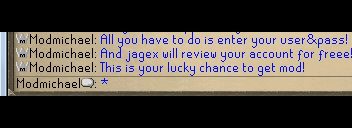 Modmichael: All you have to do is enter your user&pass!
Modmichael: And jagex will review your account for freee!
Modmichael: This is your lucky chance to get mod!
Modmichael: *